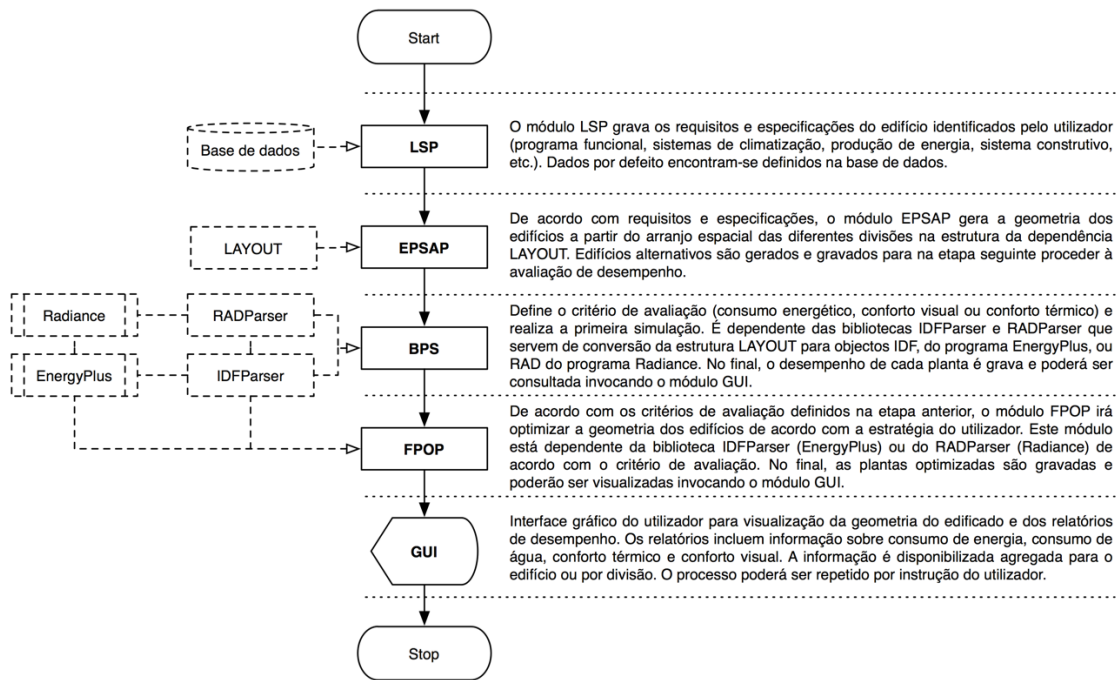 Start
Base de dados
LSP
O módulo LSP grava os requisitos e especificações do edifício identificados pelo utilizador
(programa funcional, sistemas de climatização, produção de energia, sistema construtivo,
etc.). Dados por defeito encontram-se definidos na base de dados.
LAYOUT
EPSAP
De acordo com requisitos e especificações, o módulo EPSAP gera a geometria dos
edifícios a partir do arranjo espacial das diferentes divisões na estrutura da dependência
LAYOUT. Edifícios alternativos são gerados e gravados para na etapa seguinte proceder à
avaliação de desempenho.
Radiance
RADParser
EnergyPlus
IDFParser
BPS
Define o critério de avaliação (consumo energético, conforto visual ou conforto térmico) e
realiza a primeira simulação. É dependente das bibliotecas IDFParser e RADParser que
servem de conversão da estrutura LAYOUT para objectos IDF, do programa EnergyPlus, ou
RAD do programa Radiance. No final, o desempenho de cada planta é grava e poderá ser
consultada invocando o módulo GUI.
FPOP
De acordo com os critérios de avaliação definidos na etapa anterior, o módulo FPOP irá
optimizar a geometria dos edifícios de acordo com a estratégia do utilizador. Este módulo
está dependente da biblioteca IDFParser (EnergyPlus) ou do RADParser (Radiance) de
acordo com o critério de avaliação. No final, as plantas optimizadas são gravadas e
poderão ser visualizadas invocando o módulo GUI.
GUI
Interface gráfico do utilizador para visualização da geometria do edificado e dos relatórios
de desempenho. Os relatórios incluem informação sobre consumo de energia, consumo de
água, conforto térmico e conforto visual. A informação é disponibilizada agregada para o
edifício ou por divisão. O processo poderá ser repetido por instrução do utilizador.
Stop